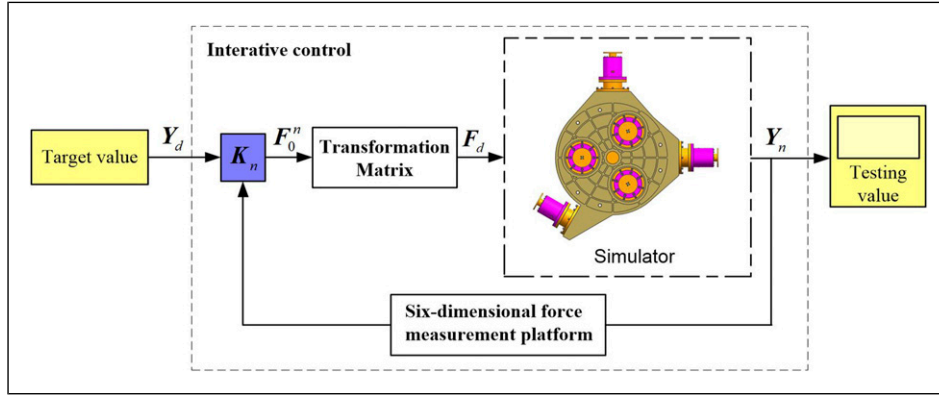 Interative control
Target value
Y_d
K_n
F_0^n
Transformation
Matrix
F_d
Simulator
Y_n
Testing
value
Six-dimensional force
measurement platform